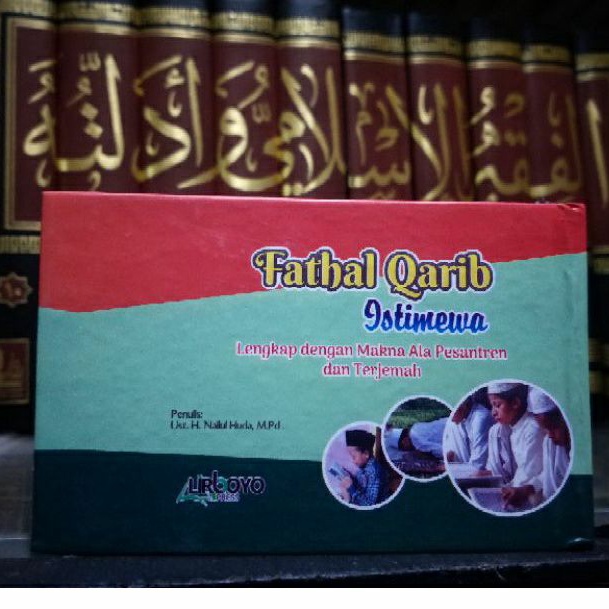 الفقه الإسلامي وأدلته
Fathal Qarib
Istimewa
Lengkap dengan Makna Ala Pesantren
dan Terjemah
Penulis:
Ust. H. Nailul Huda, M.Pd.
LIRBOYO
PRESS